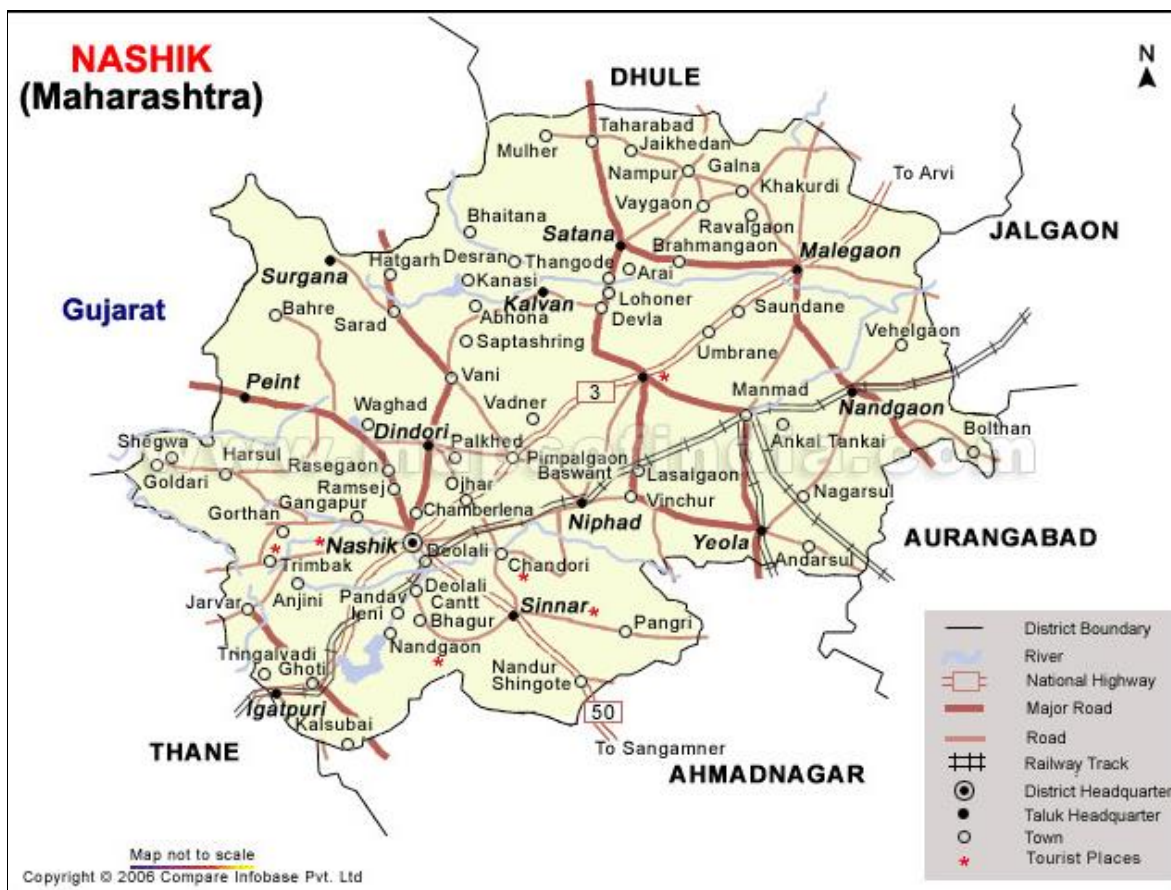 NASHIK
(Maharashtra)
N
DHULE
Taharabad
Mulher
Jaikhedan
Nampur
Galna
Khakurdi
To Arvi
Vaygaon
Ravalgaon
JALGAON
Bhaitana
Satana
Brahmangaon
Malegaon
Surgana
Hatgarh
Desran
Thangode
Arai
Kanasi
Gujarat
Bahre
Sarad
Kalvan
Abhona
Lohoner
Devla
Saundane
Saptashring
Umbrane
Vehelgaon
Peint
Vani
3
Manmad
Waghad
Vadner
Nandgaon
Dindori
Palkhed
Ankal Tankai
Bolthan
Shegwa
Harsul
Goldari
Rasegaon
Pimpalgaon
Baswant
Lasalgaon
Ramsej
Ojhar
Nagarsul
Gangapur
Chamberlena
Vinchur
Gorthan
Niphad
Nashik
Yeola
AURANGABAD
Deolali
Chandori
Andarsul
Trimbak
Anjini
Pandav
leni
Deolali
Cantt
Jarvar
Bhagur
Sinnar
Pangri
Nandgaon
Tringalvadi
Ghoti
Nandur
Shingote
Igatpuri
Kalsubai
50
To Sangamner
THANE
AHMADNAGAR
District Boundary
River
National Highway
Major Road
Road
Railway Track
District Headquarter
Taluk Headquarter
Town
Tourist Places
Map not to scale
Copyright © 2006 Compare Infobase Pvt. Ltd
www.mapsofindia.com